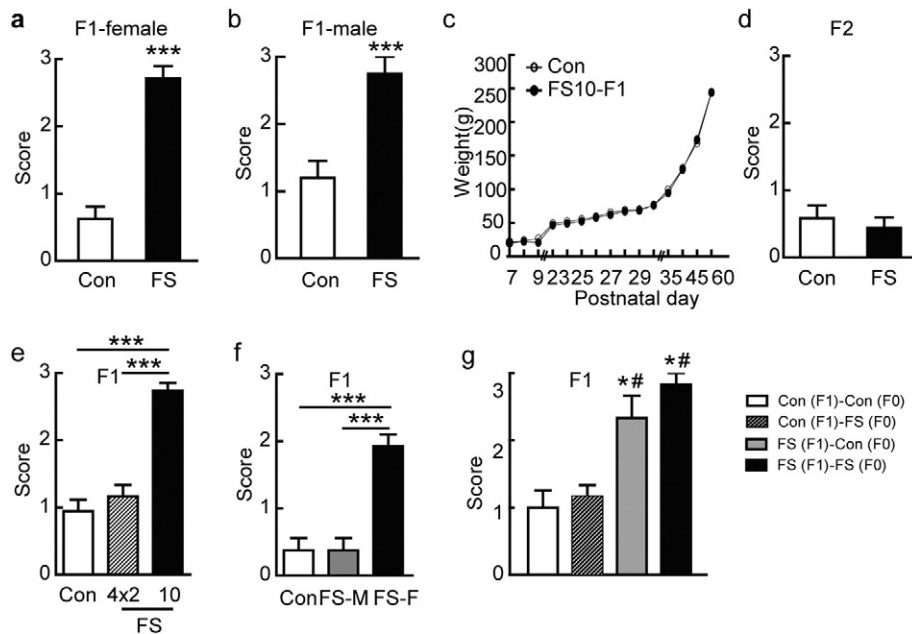 a
F1-female
3
2
1
0
Score
***
Con
FS
b
F1-male
3
2
1
0
Score
***
Con
FS
c
Con
FS10-F1
300
250
200
150
100
50
0
Weight(g)
7 9 23 25 27 29 35 45 60
Postnatal day
d
F2
3
2
1
0
Score
Con
FS
e
***
***
F1
3
2
1
0
Score
Con 4x2 10
FS
f
F1
***
***
3
2
1
0
Score
Con FS-M FS-F
g
F1
*#
*#
3
2
1
0
Score
Con (F1)-Con (F0)
Con (F1)-FS (F0)
FS (F1)-Con (F0)
FS (F1)-FS (F0)